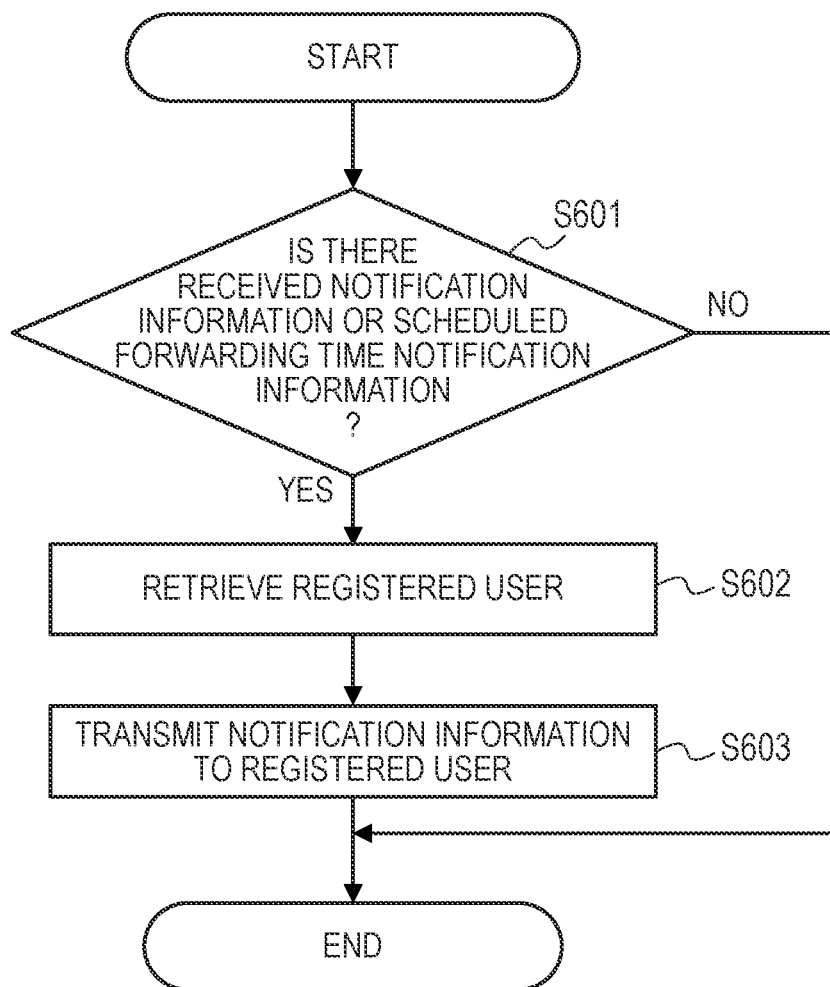 START
S601
IS THERE
RECEIVED NOTIFICATION
INFORMATION OR SCHEDULED
FORWARDING TIME NOTIFICATION
INFORMATION
?
NO
YES
RETRIEVE REGISTERED USER
S602
TRANSMIT NOTIFICATION INFORMATION
TO REGISTERED USER
S603
END